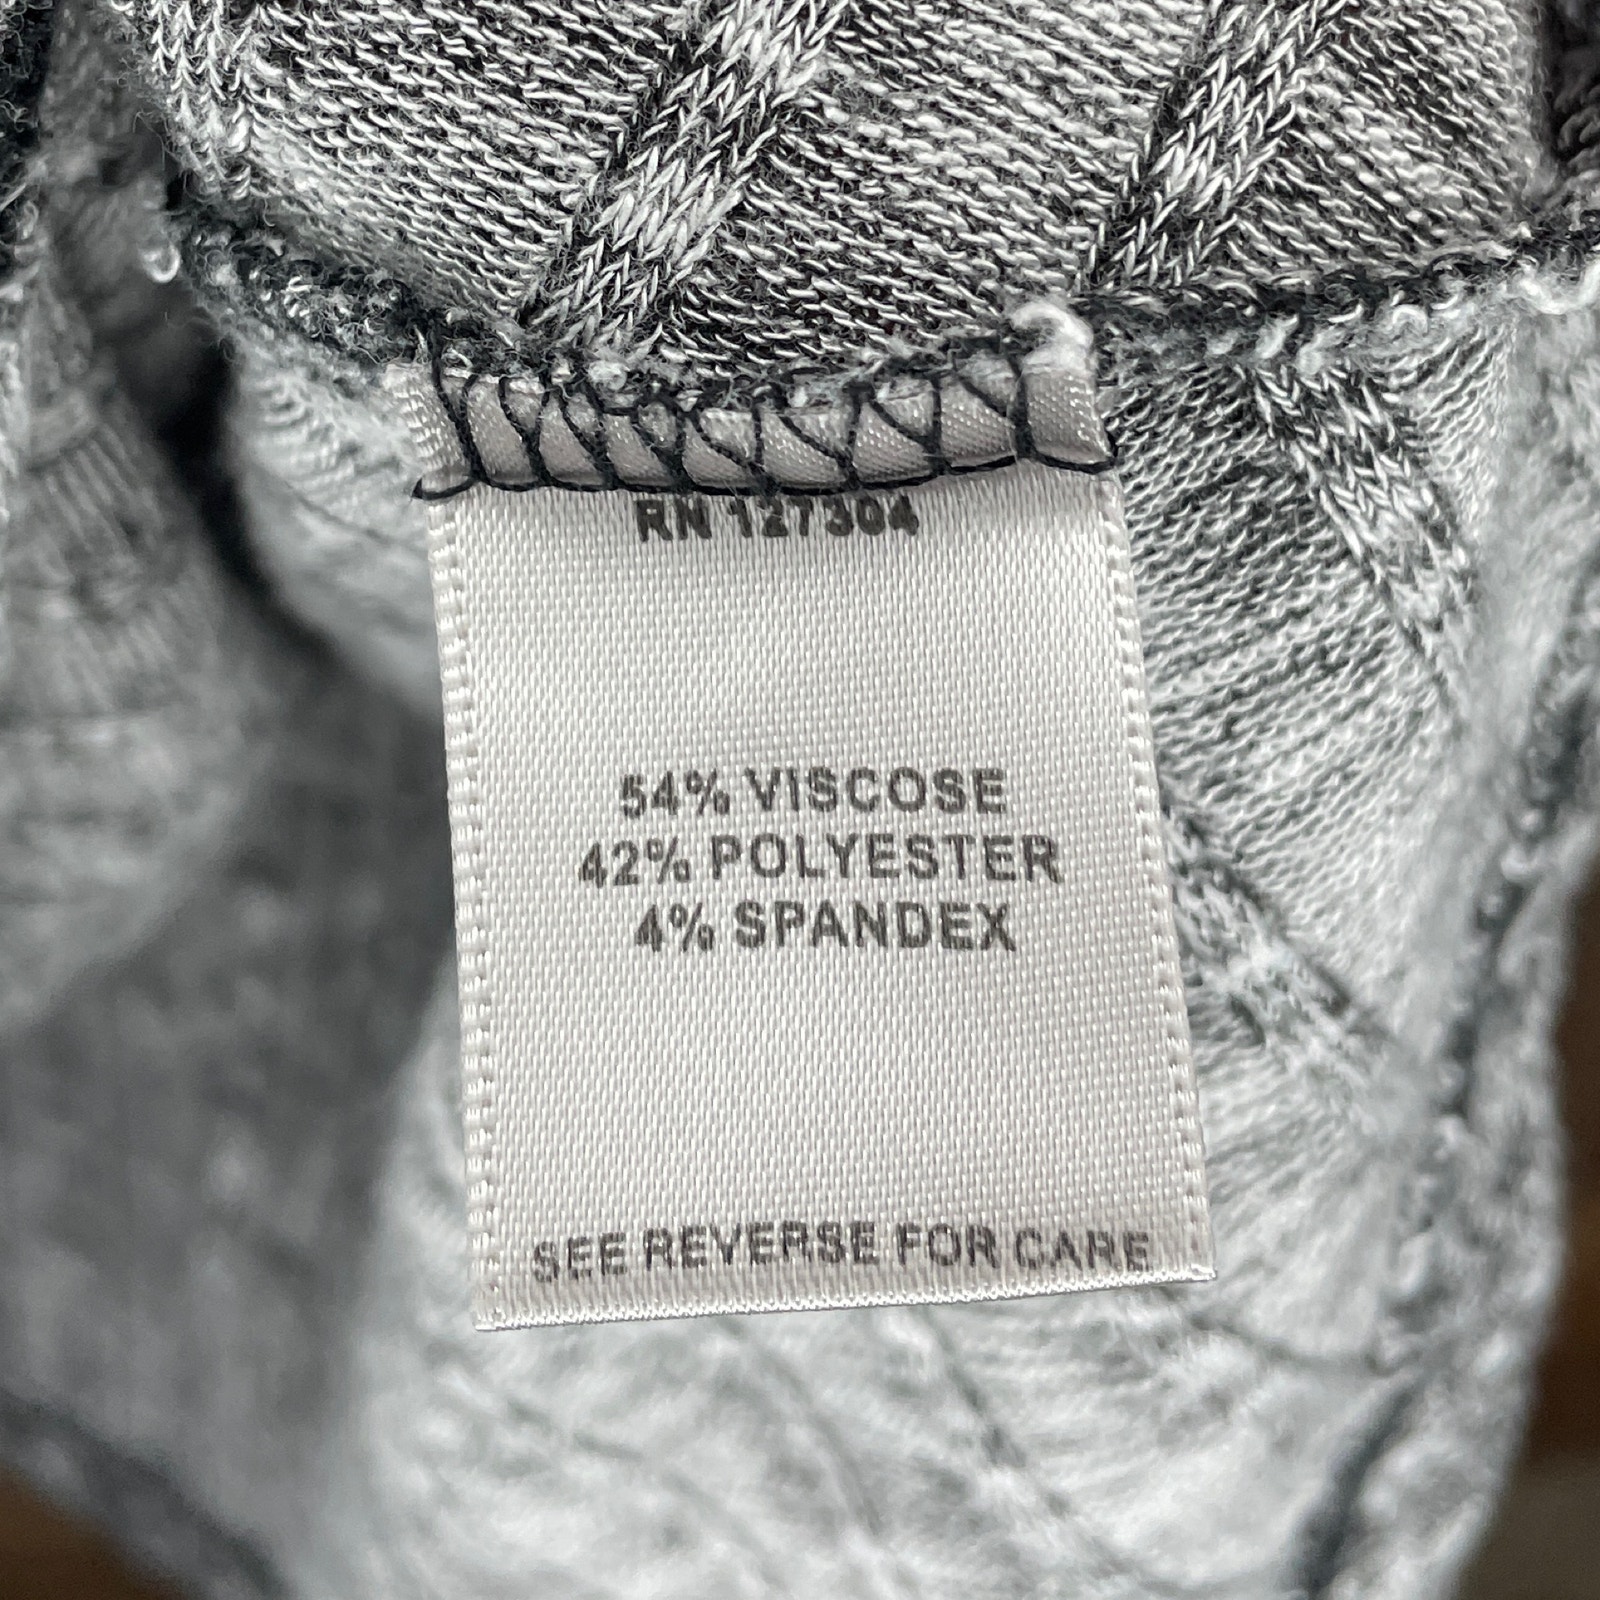 RN 127304
54% VISCOSE
42% POLYESTER
4% SPANDEX
SEE REVERSE FOR CARE